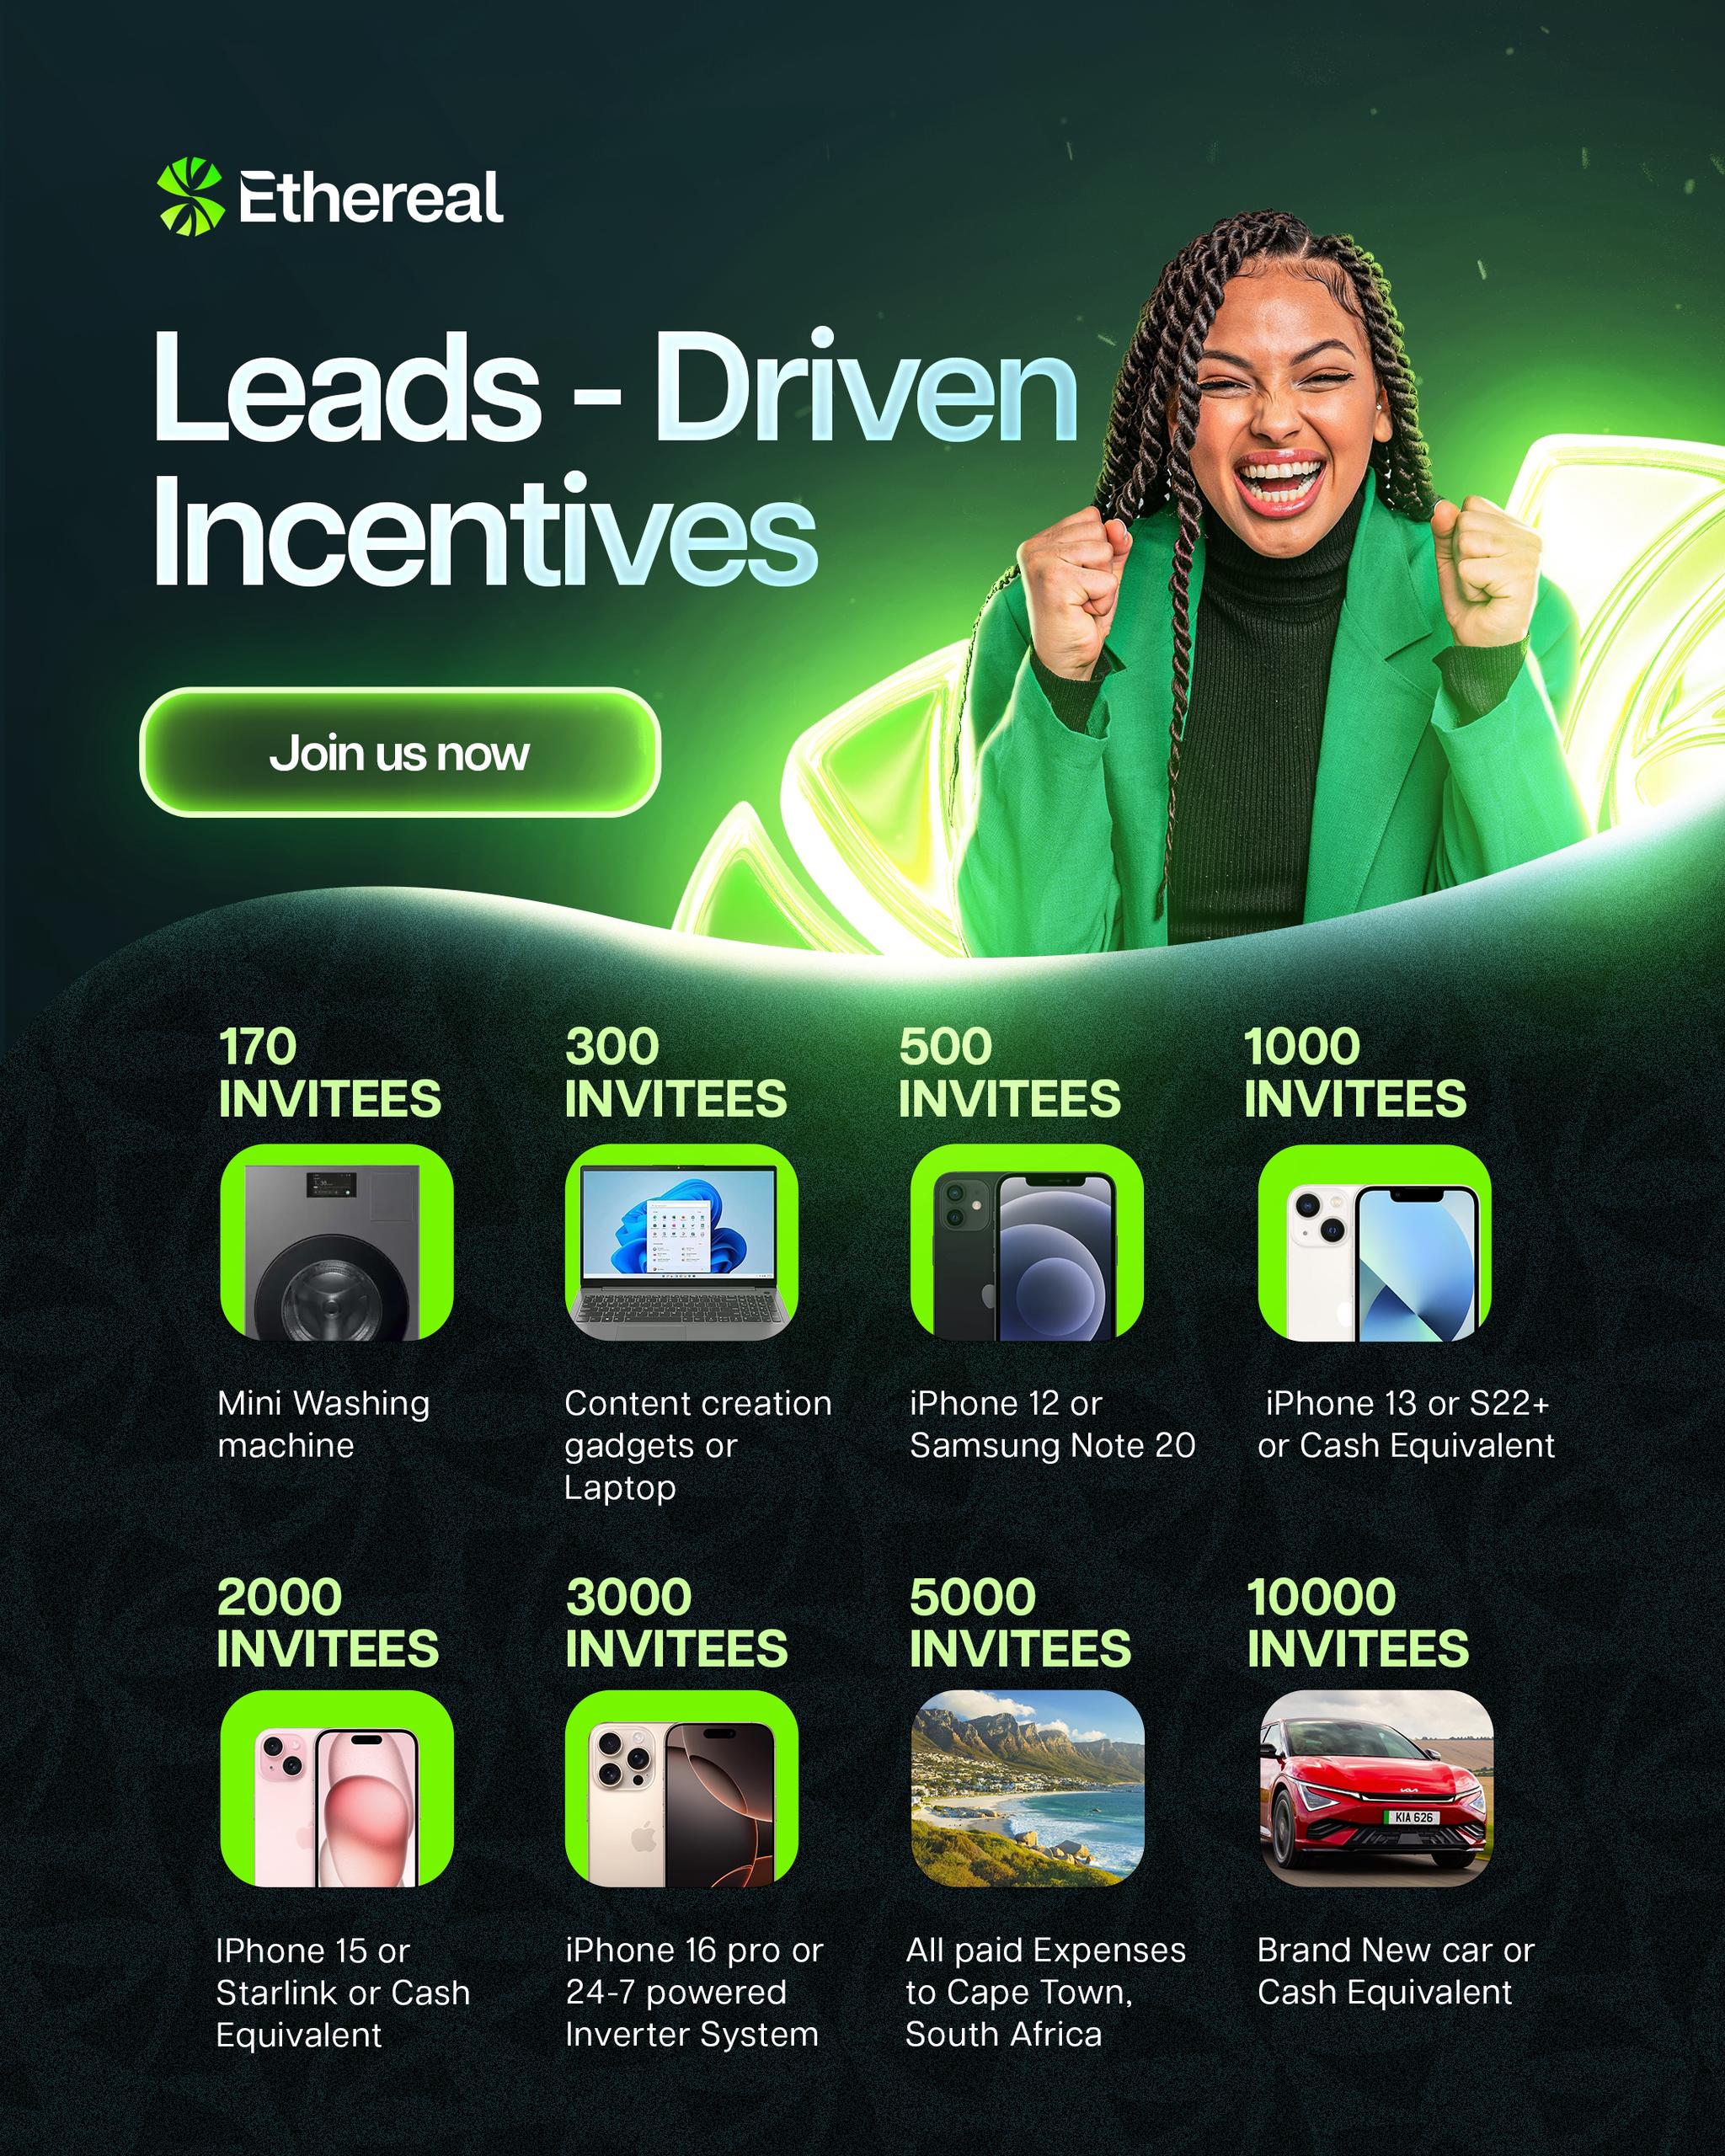 Ethereal
Leads - Driven
Incentives
Join us now
170
INVITEES
300
INVITEES
500
INVITEES
1000
INVITEES
Mini Washing
machine
Content creation
gadgets or
Laptop
iPhone 12 or
Samsung Note 20
iPhone 13 or S22+
or Cash Equivalent
2000
INVITEES
3000
INVITEES
5000
INVITEES
10000
INVITEES
KIA 626
IPhone 15 or
Starlink or Cash
Equivalent
iPhone 16 pro or
24-7 powered
Inverter System
All paid Expenses
to Cape Town,
South Africa
Brand New car or
Cash Equivalent